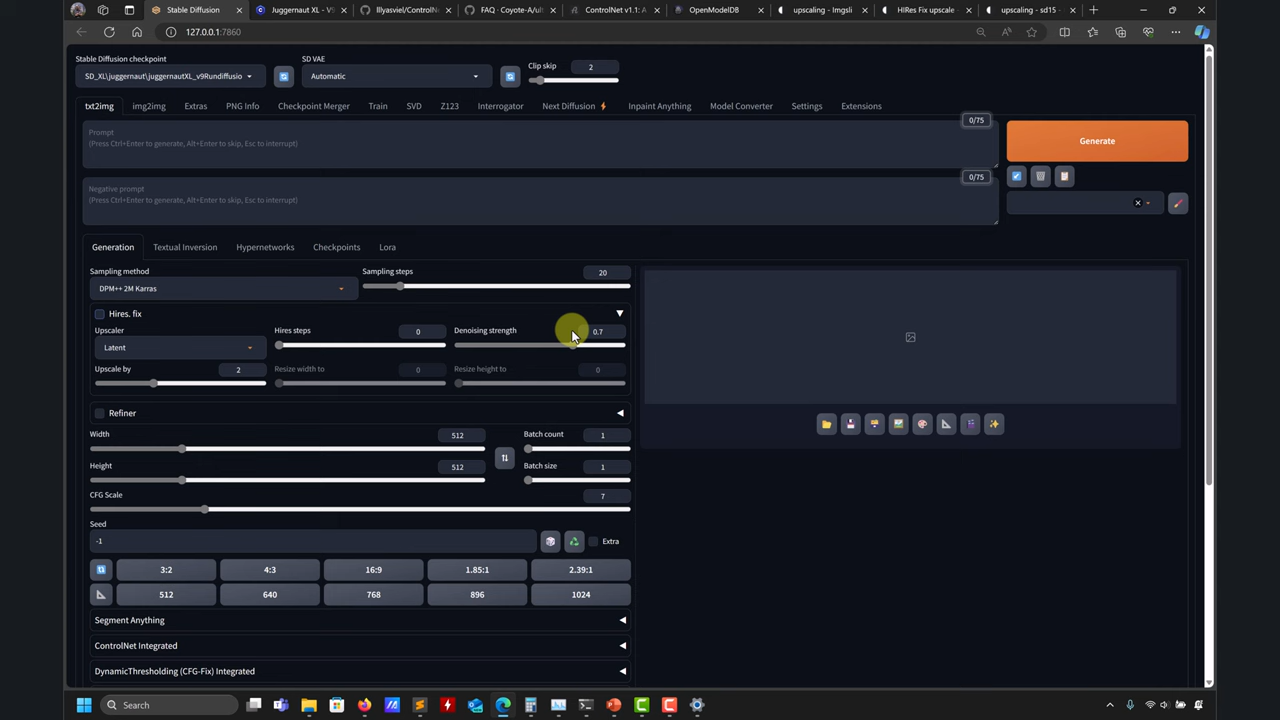 Stable Diffusion
Juggernaut XL - v9.
Illyasviel/ControlN
FAQ · Coyote-A/ult
ControlNet v1.1: A
OpenModelDB
upscaling - Imgsli
HIRes Fix upscale
upscaling - sd15
127.0.0.1:7860
Stable Diffusion checkpoint
SD VAE
Clip skip
2
SD_XL\juggernaut\juggernautXL_v9Rundiffusio
Automatic
txt2img
img2img
Extras
PNG Info
Checkpoint Merger
Train
SVD
Z123
Interrogator
Next Diffusion ⚡
Inpaint Anything
Model Converter
Settings
Extensions
0/75
Prompt
(Press Ctrl+Enter to generate, Alt+Enter to skip, Esc to interrupt)
Generate
0/75
Negative prompt
(Press Ctrl+Enter to generate, Alt+Enter to skip, Esc to interrupt)
Generation
Textual Inversion
Hypernetworks
Checkpoints
Lora
Sampling method
Sampling steps
20
DPM++ 2M Karras
Hires. fix
Upscaler
Hires steps
0
Denoising strength
0.7
Latent
Upscale by
2
Resize width to
0
Resize height to
0
Refiner
Width
512
Batch count
1
Height
512
Batch size
1
CFG Scale
7
Seed
-1
Extra
3:2
4:3
16:9
1.85:1
2.39:1
512
640
768
896
1024
Segment Anything
ControlNet Integrated
DynamicThresholding (CFG-Fix) Integrated
Search